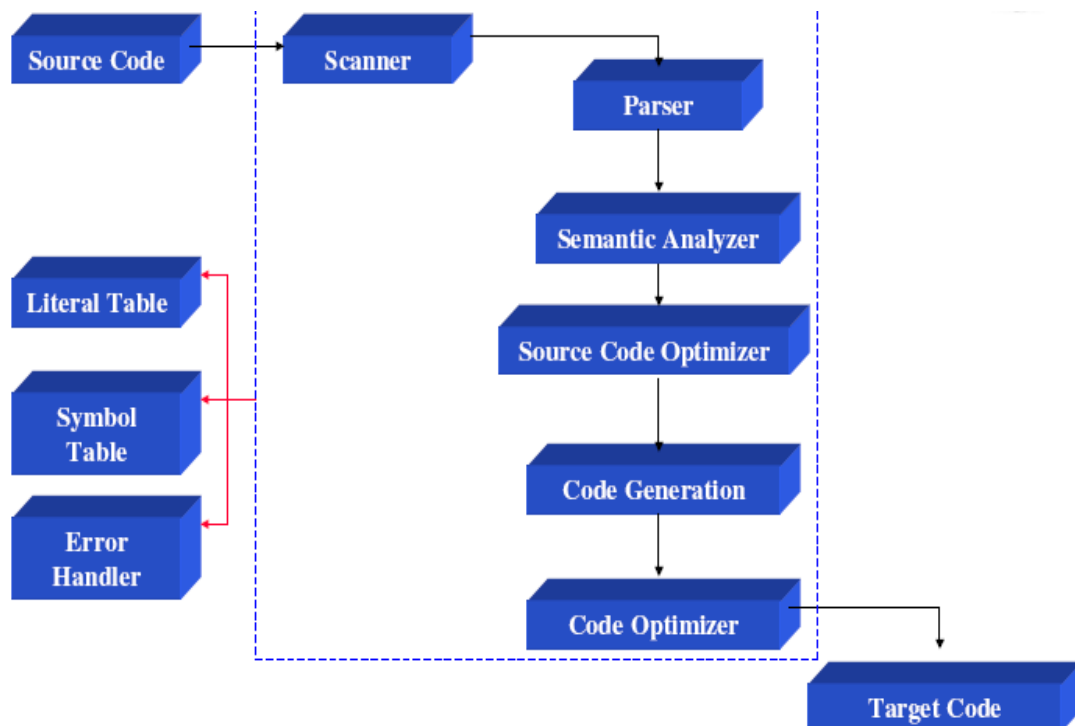 Source Code
Scanner
Parser
Semantic Analyzer
Literal Table
Source Code Optimizer
Symbol
Table
Code Generation
Error
Handler
Code Optimizer
Target Code